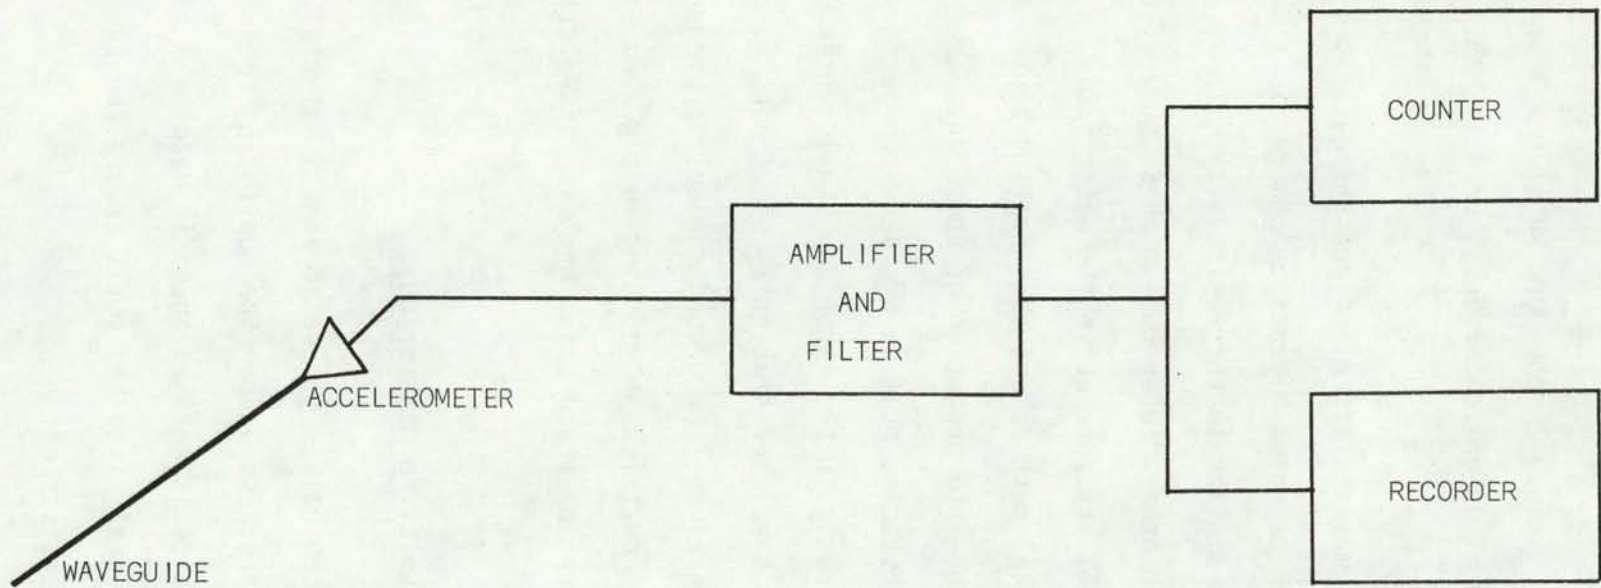 COUNTER
AMPLIFIER
AND
FILTER
ACCELEROMETER
RECORDER
WAVEGUIDE